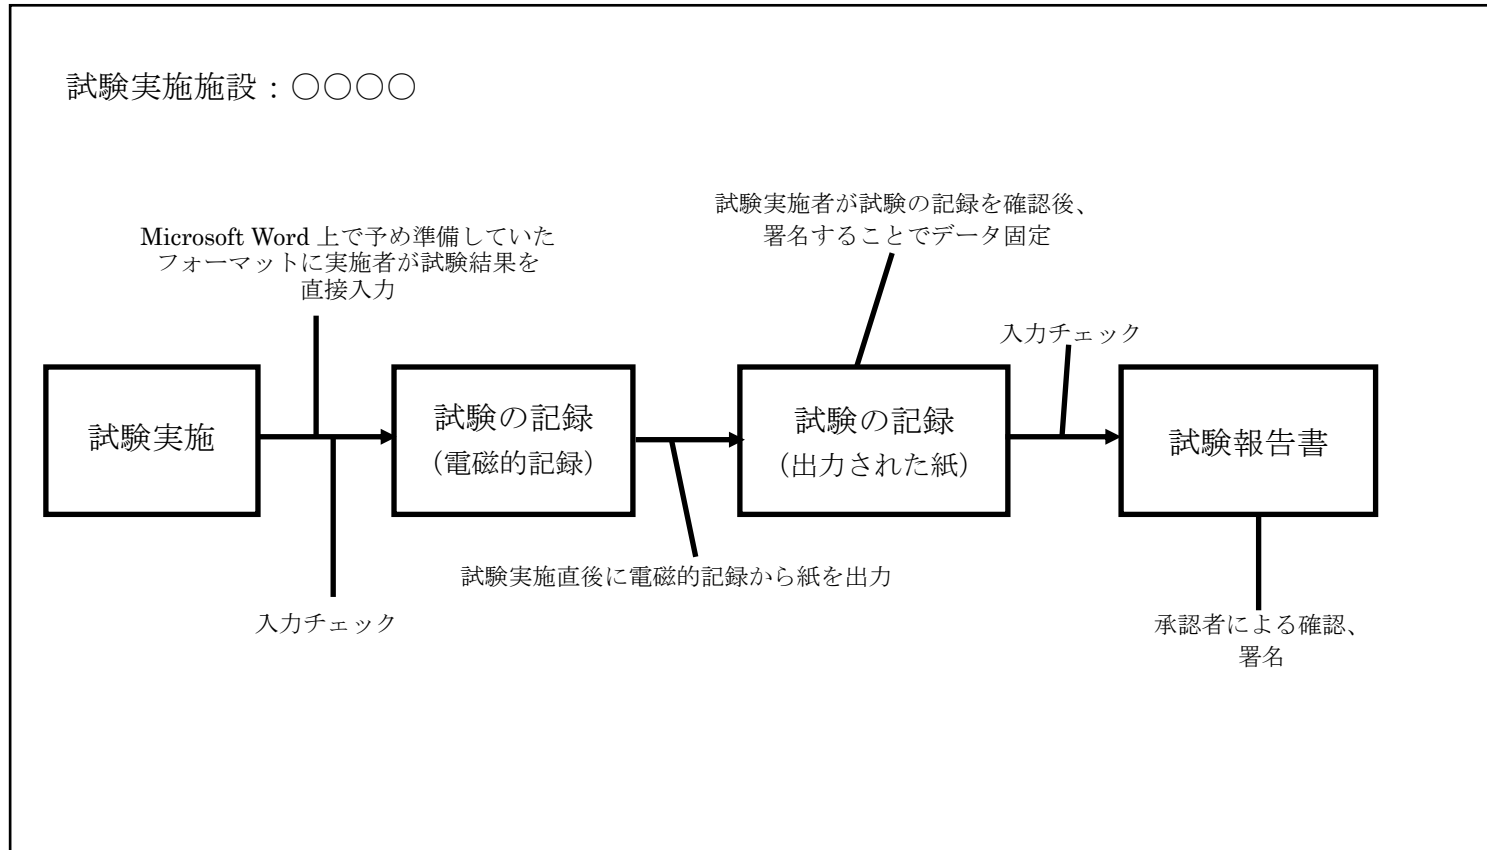 試験実施施設：○○○○
Microsoft Word 上で予め準備していた
フォーマットに実施者が試験結果を
直接入力
試験実施者が試験の記録を確認後、
署名することでデータ固定
入力チェック
試験実施
試験の記録
（電磁的記録）
試験の記録
（出力された紙）
試験報告書
試験実施直後に電磁的記録から紙を出力
入力チェック
承認者による確認、
署名